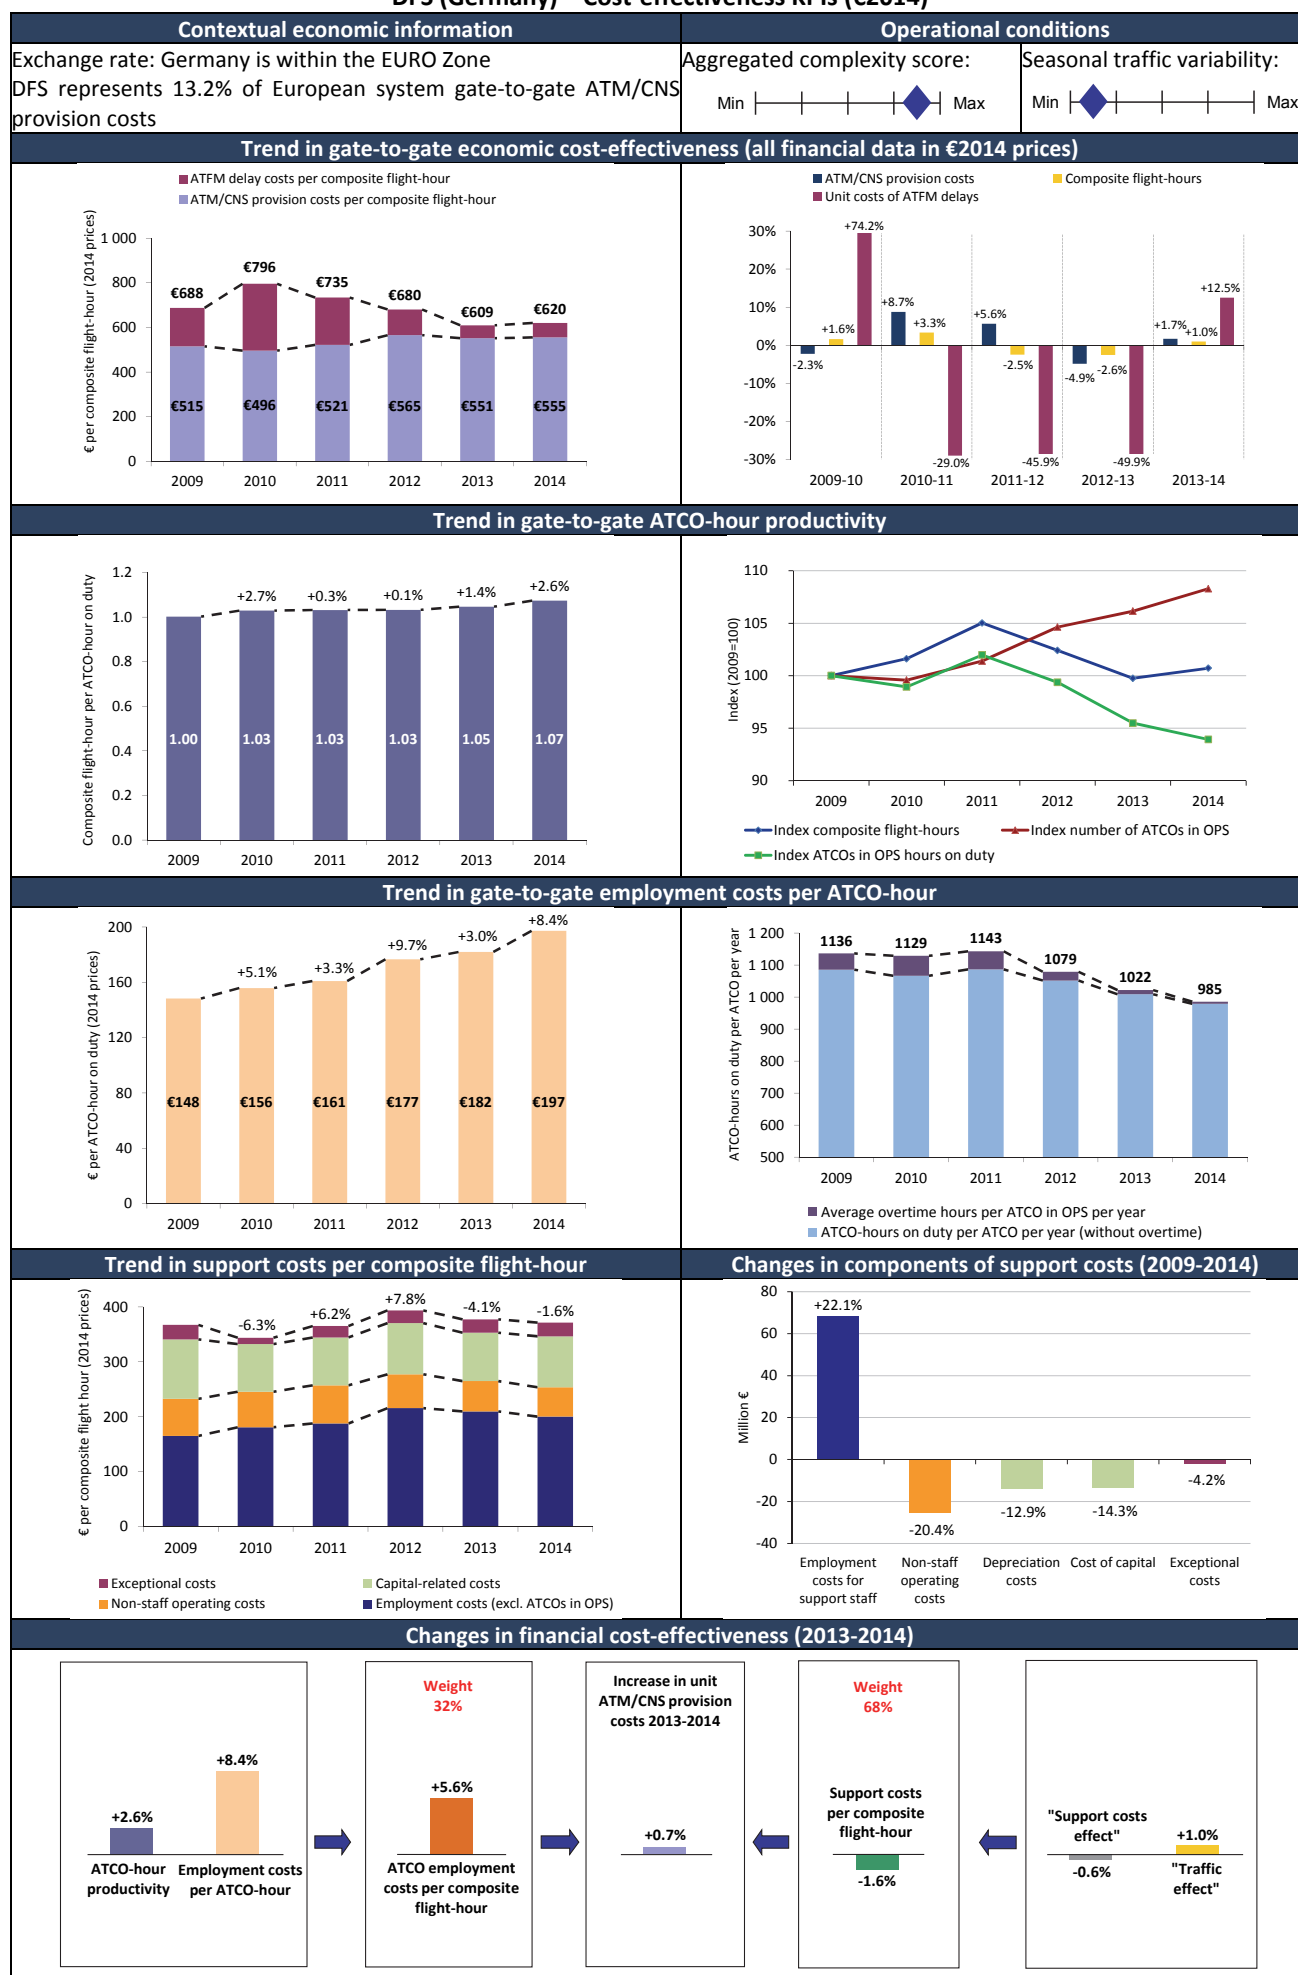 DFS (Germany) – Cost-effectiveness KPIs (€2014)
Contextual economic information
Operational conditions
Exchange rate: Germany is within the EURO Zone
DFS represents 13.2% of European system gate-to-gate ATM/CNS
provision costs
Aggregated complexity score:
Min Max
Seasonal traffic variability:
Min Max
Trend in gate-to-gate economic cost-effectiveness (all financial data in €2014 prices)
ATFM delay costs per composite flight-hour
ATM/CNS provision costs per composite flight-hour
€ per composite flight-hour (2014 prices)
1 000
800
600
400
200
0
€688
€796
€735
€680
€609
€620
€515
€496
€521
€565
€551
€555
2009 2010 2011 2012 2013 2014
ATM/CNS provision costs
Composite flight-hours
Unit costs of ATFM delays
30%
20%
10%
0%
-10%
-20%
-30%
-2.3%
+1.6%
+74.2%
+8.7%
+3.3%
-29.0%
+5.6%
-2.5%
-45.9%
-4.9%
-2.6%
-49.9%
+1.7%
+1.0%
+12.5%
2009-10 2010-11 2011-12 2012-13 2013-14
Trend in gate-to-gate ATCO-hour productivity
Composite flight-hour per ATCO-hour on duty
1.2
1.0
0.8
0.6
0.4
0.2
0.0
+2.7%
+0.3%
+0.1%
+1.4%
+2.6%
1.00
1.03
1.03
1.03
1.05
1.07
2009 2010 2011 2012 2013 2014
Index (2009=100)
110
105
100
95
90
2009 2010 2011 2012 2013 2014
Index composite flight-hours
Index number of ATCOs in OPS
Index ATCOs in OPS hours on duty
Trend in gate-to-gate employment costs per ATCO-hour
€ per ATCO-hour on duty (2014 prices)
200
160
120
80
40
0
+5.1%
+3.3%
+9.7%
+3.0%
+8.4%
€148
€156
€161
€177
€182
€197
2009 2010 2011 2012 2013 2014
ATCO-hours on duty per ATCO per year
1 200
1 100
1 000
900
800
700
600
500
1136
1129
1143
1079
1022
985
2009 2010 2011 2012 2013 2014
Average overtime hours per ATCO in OPS per year
ATCO-hours on duty per ATCO per year (without overtime)
Trend in support costs per composite flight-hour
€ per composite flight hour (2014 prices)
400
300
200
100
0
-6.3%
+6.2%
+7.8%
-4.1%
-1.6%
2009 2010 2011 2012 2013 2014
Exceptional costs
Capital-related costs
Non-staff operating costs
Employment costs (excl. ATCOs in OPS)
Changes in components of support costs (2009-2014)
Million €
80
60
40
20
0
-20
-40
+22.1%
-20.4%
-12.9%
-14.3%
-4.2%
Employment
costs for
support staff
Non-staff
operating
costs
Depreciation
costs
Cost of capital
Exceptional
costs
Changes in financial cost-effectiveness (2013-2014)
+2.6%
+8.4%
ATCO-hour
productivity
Employment costs
per ATCO-hour
Weight
32%
+5.6%
ATCO employment
costs per composite
flight-hour
Increase in unit
ATM/CNS provision
costs 2013-2014
+0.7%
Weight
68%
Support costs
per composite
flight-hour
-1.6%
"Support costs
effect"
-0.6%
+1.0%
"Traffic
effect"